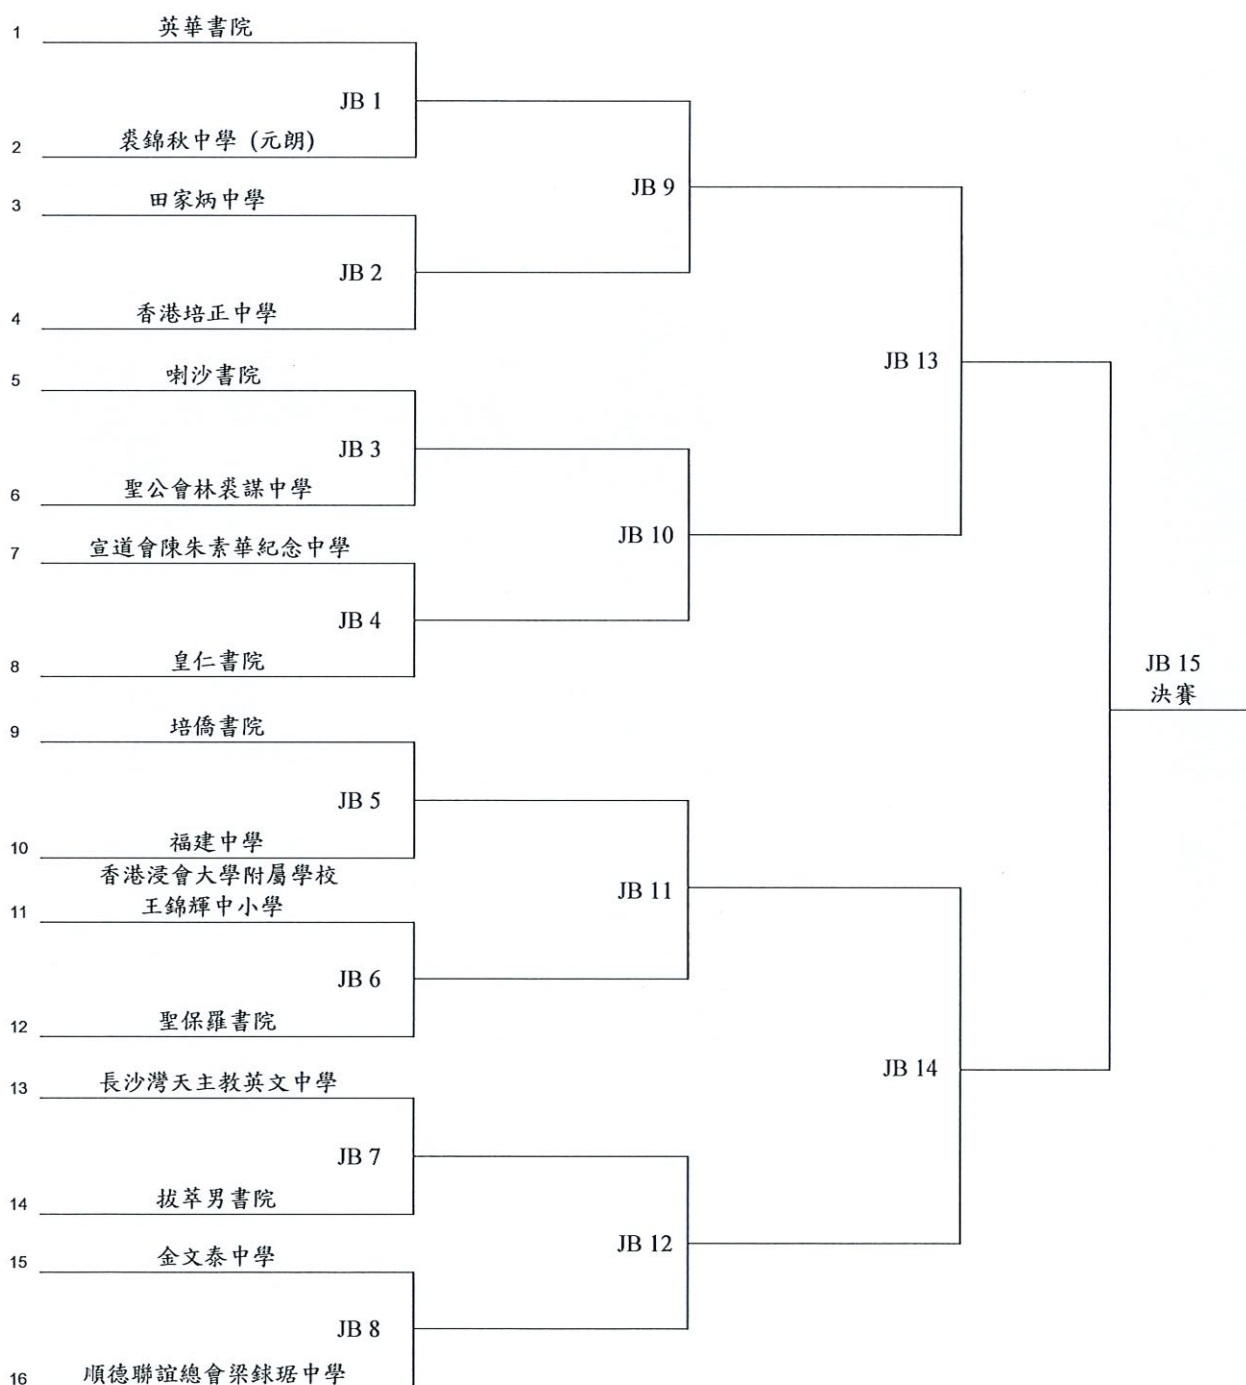 1 英華書院
JB 1
2 裘錦秋中學 (元朗)
JB 9
3 田家炳中學
JB 2
4 香港培正中學
JB 13
5 喇沙書院
JB 3
6 聖公會林裘謀中學
JB 10
7 宣道會陳朱素華紀念中學
JB 4
8 皇仁書院
JB 15
決賽
9 培僑書院
JB 5
10 福建中學
香港浸會大學附屬學校
11 王錦輝中小學
JB 11
JB 6
12 聖保羅書院
JB 14
13 長沙灣天主教英文中學
JB 7
14 拔萃男書院
JB 12
15 金文泰中學
JB 8
16 順德聯誼總會梁銶琚中學